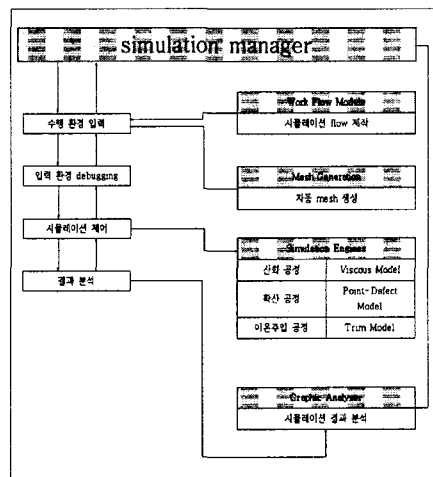 simulation manager
수행 환경 입력
입력 환경 debugging
시뮬레이션 제어
결과 분석
Work Flow Module
시뮬레이션 flow 제작
Mesh Generation
자동 mesh 생성
Simulation Engines
산화 공정
Viscous Model
확산 공정
Point-Defect
Model
이온주입 공정
Trim Model
Graphic Analyzer
시뮬레이션 결과 분석